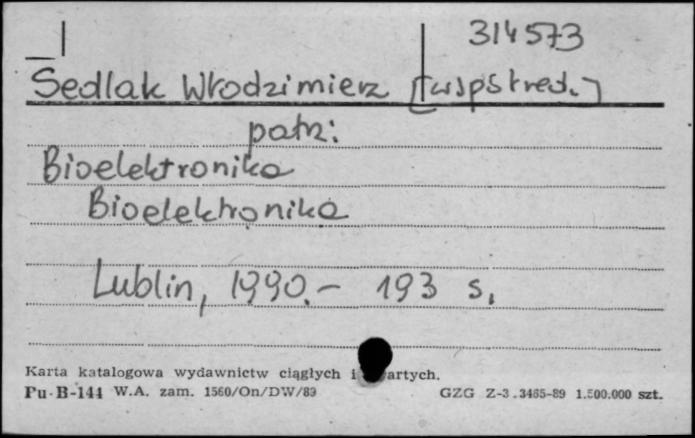 314573
Sedlak Włodzimierz [wspstred.]
patrz:
Bioelektronika
Bioelektronika
Lublin, 1990.- 193 s.
Karta katalogowa wydawnictw ciągłych i artych.
Pu-B-144 W.A. zam. 1560/On/DW/89 GZG Z-3.3465-89 1.500.000 szt.